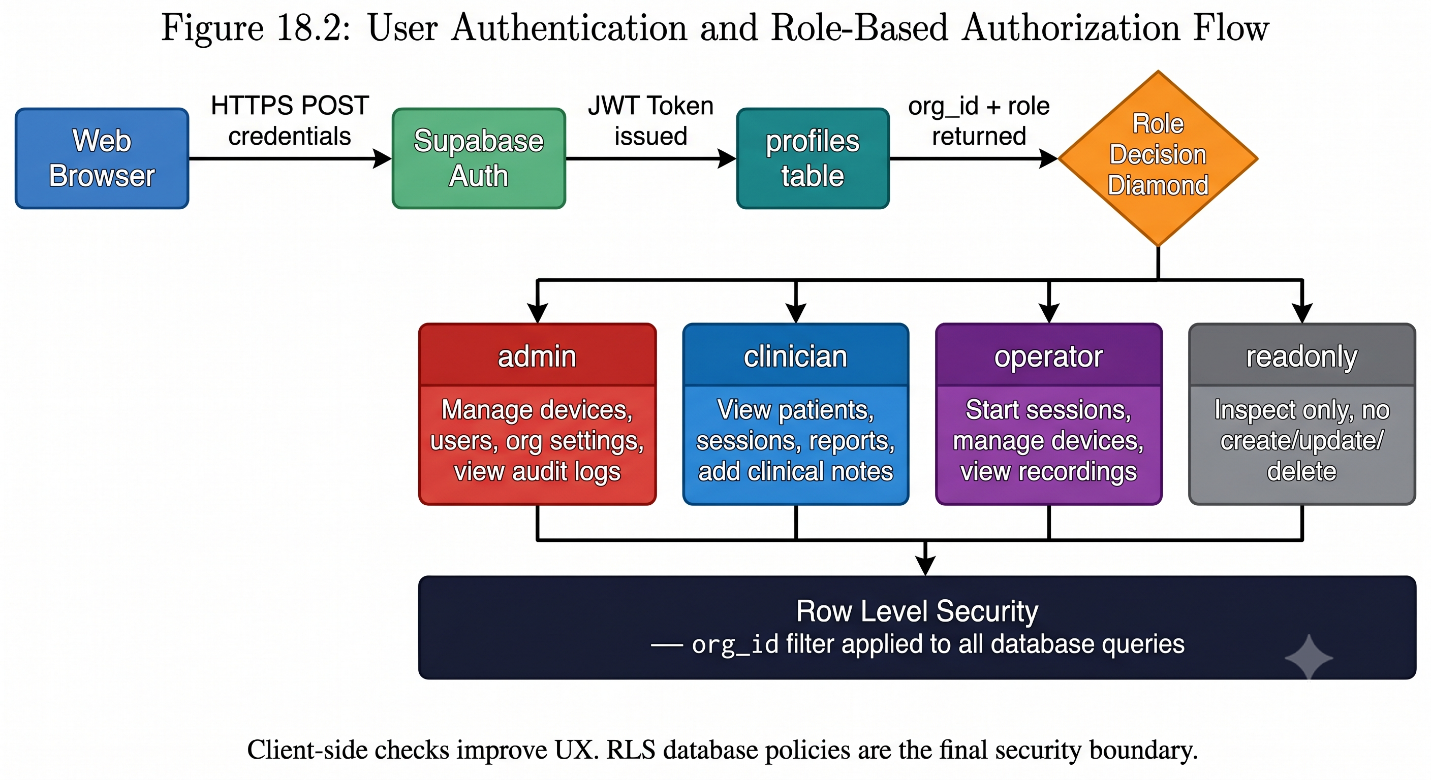 Figure 18.2: User Authentication and Role-Based Authorization Flow
Web
Browser
HTTPS POST
credentials
Supabase
Auth
JWT Token
issued
profiles
table
org_id + role
returned
Role
Decision
Diamond
admin
Manage devices,
users, org settings,
view audit logs
clinician
View patients,
sessions, reports,
add clinical notes
operator
Start sessions,
manage devices,
view recordings
readonly
Inspect only, no
create/update/
delete
Row Level Security
— org_id filter applied to all database queries
Client-side checks improve UX. RLS database policies are the final security boundary.